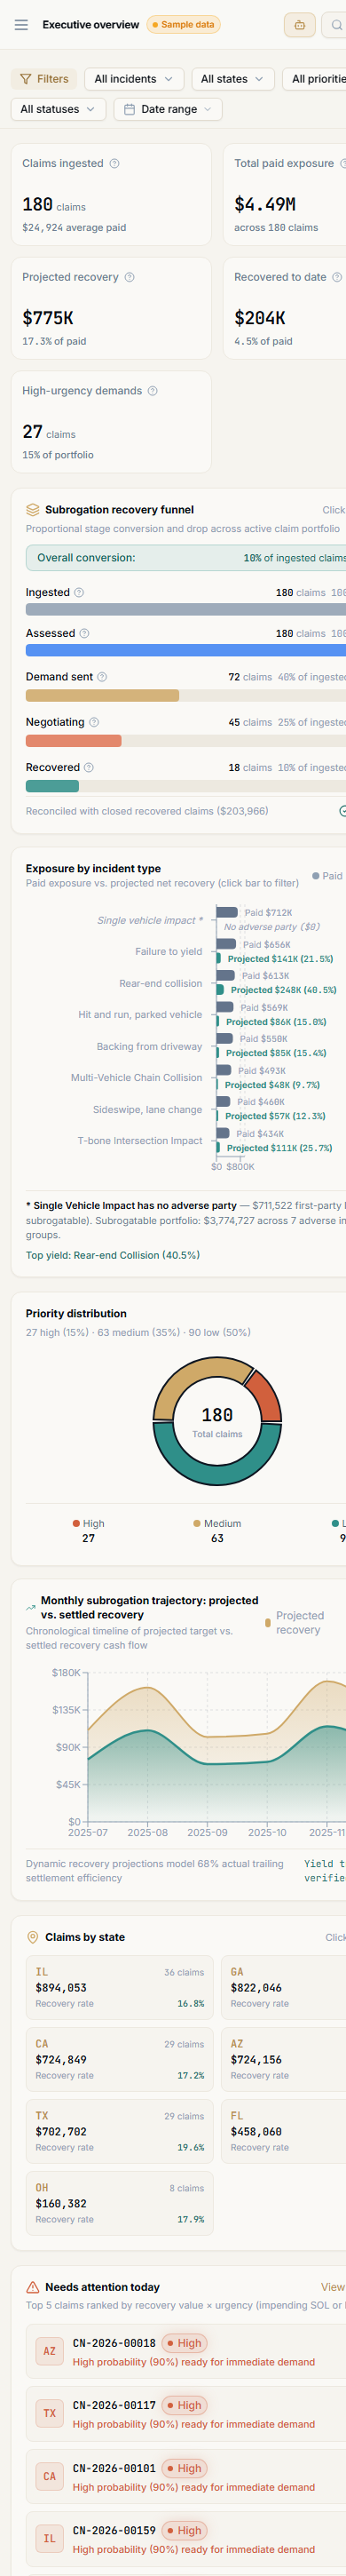 Executive overview Sample data
Filters All incidents All states All priorities
All statuses Date range
Claims ingested
180 claims
$24,924 average paid
Total paid exposure
$4.49M
across 180 claims
Projected recovery
$775K
17.3% of paid
Recovered to date
$204K
4.5% of paid
High-urgency demands
27 claims
15% of portfolio
Subrogation recovery funnel Click
Proportional stage conversion and drop across active claim portfolio
Overall conversion: 10% of ingested claims
Ingested 180 claims 100
Assessed 180 claims 100
Demand sent 72 claims 40% of ingested
Negotiating 45 claims 25% of ingested
Recovered 18 claims 10% of ingested
Reconciled with closed recovered claims ($203,966)
Exposure by incident type
Paid exposure vs. projected net recovery (click bar to filter)
Paid
Single vehicle impact * Paid $712K
No adverse party ($0)
Failure to yield Paid $656K
Projected $141K (21.5%)
Rear-end collision Paid $613K
Projected $248K (40.5%)
Hit and run, parked vehicle Paid $569K
Projected $86K (15.0%)
Backing from driveway Paid $550K
Projected $85K (15.4%)
Multi-Vehicle Chain Collision Paid $493K
Projected $48K (9.7%)
Sideswipe, lane change Paid $460K
Projected $57K (12.3%)
T-bone Intersection Impact Paid $434K
Projected $111K (25.7%)
$0 $800K
* Single Vehicle Impact has no adverse party — $711,522 first-party
subrogatable). Subrogatable portfolio: $3,774,727 across 7 adverse
groups.
Top yield: Rear-end Collision (40.5%)
Priority distribution
27 high (15%) · 63 medium (35%) · 90 low (50%)
180
Total claims
High Medium L
27 63 9
Monthly subrogation trajectory: projected
vs. settled recovery
Chronological timeline of projected target vs.
settled recovery cash flow
Projected
recovery
$180K
$135K
$90K
$45K
$0
2025-07 2025-08 2025-09 2025-10 2025-11
Dynamic recovery projections model 68% actual trailing
settlement efficiency
Yield
verified
Claims by state Click
IL 36 claims
$894,053
Recovery rate 16.8%
GA
$822,046
Recovery rate
CA 29 claims
$724,849
Recovery rate 17.2%
AZ
$724,156
Recovery rate
TX 29 claims
$702,702
Recovery rate 19.6%
FL
$458,060
Recovery rate
OH 8 claims
$160,382
Recovery rate 17.9%
Needs attention today View
Top 5 claims ranked by recovery value × urgency (impending SOL or
AZ CN-2026-00018 High
High probability (90%) ready for immediate demand
TX CN-2026-00117 High
High probability (90%) ready for immediate demand
CA CN-2026-00101 High
High probability (90%) ready for immediate demand
IL CN-2026-00159 High
High probability (90%) ready for immediate demand